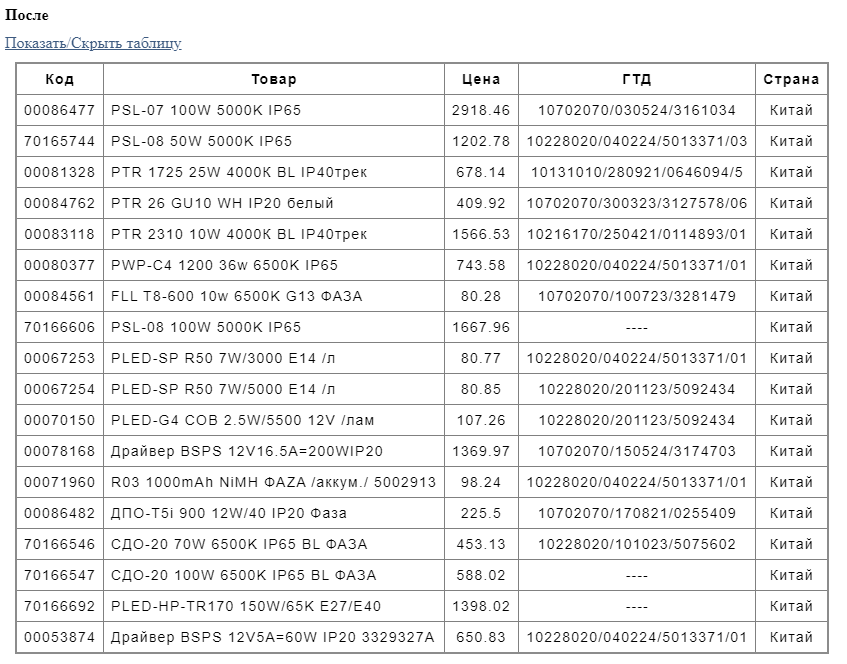 После
Показать/Скрыть таблицу
Код Товар Цена ГТД Страна
00086477 PSL-07 100W 5000K IP65 2918.46 10702070/030524/3161034 Китай
70165744 PSL-08 50W 5000K IP65 1202.78 10228020/040224/5013371/03 Китай
00081328 PTR 1725 25W 4000К BL IP40трек 678.14 10131010/280921/0646094/5 Китай
00084762 PTR 26 GU10 WH IP20 белый 409.92 10702070/300323/3127578/06 Китай
00083118 PTR 2310 10W 4000К BL IP40трек 1566.53 10216170/250421/0114893/01 Китай
00080377 PWP-C4 1200 36w 6500K IP65 743.58 10228020/040224/5013371/01 Китай
00084561 FLL T8-600 10w 6500K G13 ФАЗА 80.28 10702070/100723/3281479 Китай
70166606 PSL-08 100W 5000K IP65 1667.96 ---- Китай
00067253 PLED-SP R50 7W/3000 E14 /л 80.77 10228020/040224/5013371/01 Китай
00067254 PLED-SP R50 7W/5000 E14 /л 80.85 10228020/201123/5092434 Китай
00070150 PLED-G4 COB 2.5W/5500 12V /лам 107.26 10228020/201123/5092434 Китай
00078168 Драйвер BSPS 12V16.5A=200WIP20 1369.97 10702070/150524/3174703 Китай
00071960 R03 1000mAh NiMH ФАZА /аккум./ 5002913 98.24 10228020/040224/5013371/01 Китай
00086482 ДПО-T5i 900 12W/40 IP20 Фаза 225.5 10702070/170821/0255409 Китай
70166546 СДО-20 70W 6500K IP65 BL ФАЗА 453.13 10228020/101023/5075602 Китай
70166547 СДО-20 100W 6500K IP65 BL ФАЗА 588.02 ---- Китай
70166692 PLED-HP-TR170 150W/65K E27/E40 1398.02 ---- Китай
00053874 Драйвер BSPS 12V5A=60W IP20 3329327A 650.83 10228020/040224/5013371/01 Китай